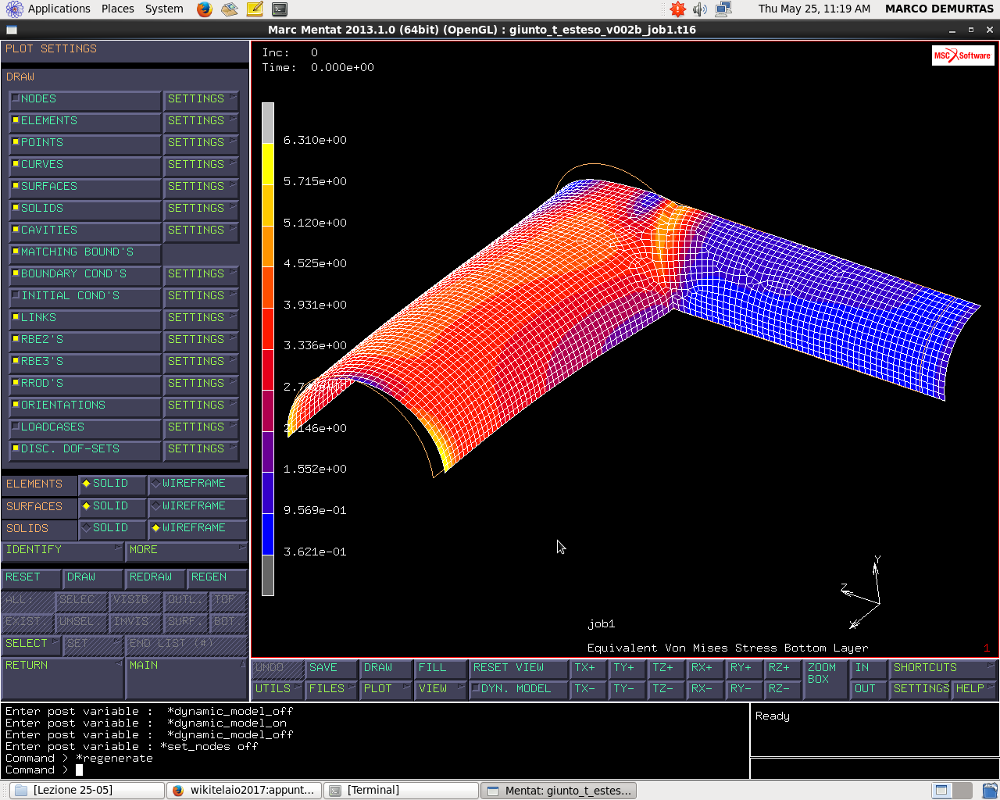 Applications Places System Thu May 25, 11:19 AM MARCO DEMURTAS
Marc Mentat 2013.1.0 (64bit) (OpenGL) : giunto_t_esteso_v002b_job1.t16
PLOT SETTINGS
DRAW
NODES SETTINGS
ELEMENTS SETTINGS
POINTS SETTINGS
CURVES SETTINGS
SURFACES SETTINGS
SOLIDS SETTINGS
CAVITIES SETTINGS
MATCHING BOUND'S
BOUNDARY COND'S SETTINGS
INITIAL COND'S SETTINGS
LINKS SETTINGS
RBE2'S SETTINGS
RBE3'S SETTINGS
RROD'S SETTINGS
ORIENTATIONS SETTINGS
LOADCASES SETTINGS
DISC. DOF-SETS SETTINGS
ELEMENTS SOLID WIREFRAME
SURFACES SOLID WIREFRAME
SOLIDS SOLID WIREFRAME
IDENTIFY MORE
RESET DRAW REDRAW REGEN
ALL: SELEC. VISIB. OUTL. TOP
EXIST. UNSEL. INVIS. SURF. BOT
SELECT SET END LIST (#)
RETURN MAIN
Inc: 0
Time: 0.000e+00
MSC Software
6.310e+00
5.715e+00
5.120e+00
4.525e+00
3.931e+00
3.336e+00
1.552e+00
9.569e-01
3.621e-01
Y
Z
X
job1
Equivalent Von Mises Stress Bottom Layer
1
UNDO SAVE DRAW FILL RESET VIEW TX+ TY+ TZ+ RX+ RY+ RZ+ ZOOM BOX IN SHORTCUTS
UTILS FILES PLOT VIEW DYN. MODEL TX- TY- TZ- RX- RY- RZ- OUT SETTINGS HELP
Enter post variable : *dynamic_model_off
Enter post variable : *dynamic_model_on
Enter post variable : *dynamic_model_off
Enter post variable : *set_nodes off
Command > *regenerate
Command >
Ready
[Lezione 25-05] wikitelaio2017:appunt... [Terminal] Mentat: giunto_t_estes...